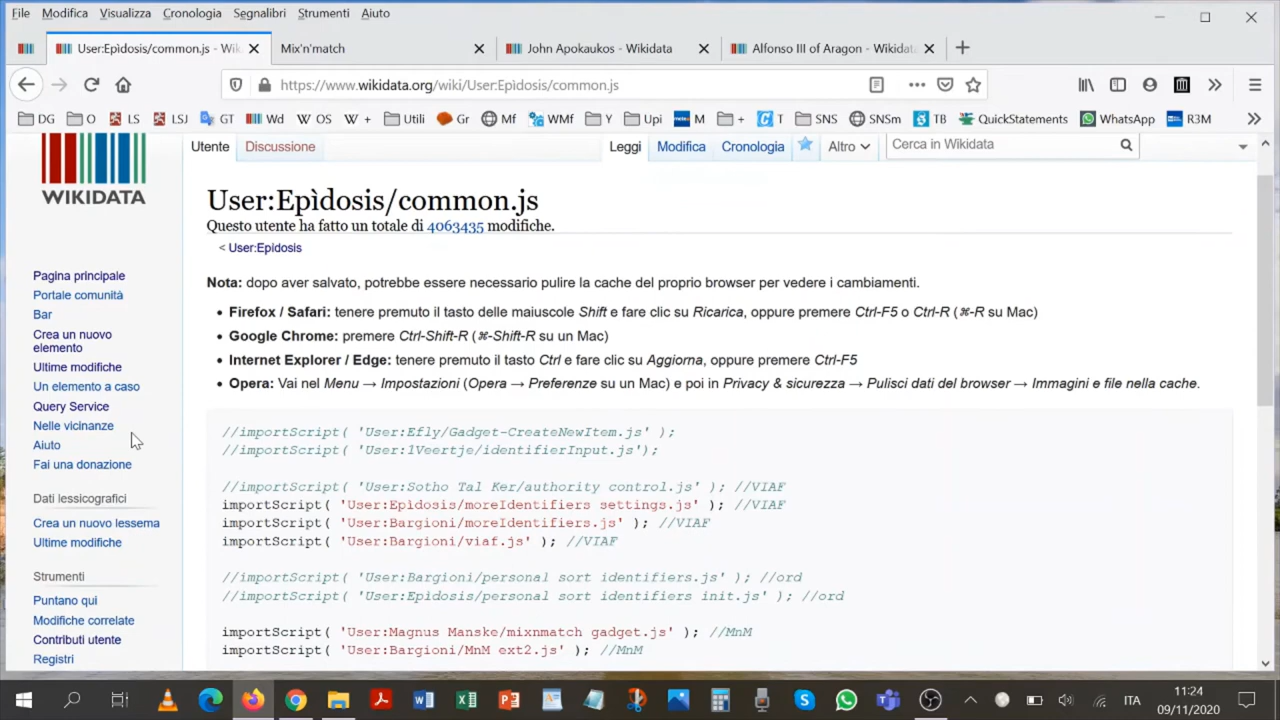 File Modifica Visualizza Cronologia Segnalibri Strumenti Aiuto
User:Epìdosis/common.js - Wik Mix'n'match John Apokaukos - Wikidata Alfonso III of Aragon - Wikidat
https://www.wikidata.org/wiki/User:Epìdosis/common.js
DG O LS LSJ GT Wd OS + Utili Gr Mf WMf Y Upi M + T SNS SNSm TB QuickStatements WhatsApp R3M
Utente Discussione Leggi Modifica Cronologia Altro Cerca in Wikidata
WIKIDATA
User:Epìdosis/common.js
Questo utente ha fatto un totale di 4063435 modifiche.
< User:Epìdosis
Pagina principale
Portale comunità
Bar
Crea un nuovo
elemento
Ultime modifiche
Un elemento a caso
Query Service
Nelle vicinanze
Aiuto
Fai una donazione
Dati lessicografici
Crea un nuovo lessema
Ultime modifiche
Strumenti
Puntano qui
Modifiche correlate
Contributi utente
Registri
Nota: dopo aver salvato, potrebbe essere necessario pulire la cache del proprio browser per vedere i cambiamenti.
• Firefox / Safari: tenere premuto il tasto delle maiuscole Shift e fare clic su Ricarica, oppure premere Ctrl-F5 o Ctrl-R (⌘-R su Mac)
• Google Chrome: premere Ctrl-Shift-R (⌘-Shift-R su un Mac)
• Internet Explorer / Edge: tenere premuto il tasto Ctrl e fare clic su Aggiorna, oppure premere Ctrl-F5
• Opera: Vai nel Menu → Impostazioni (Opera → Preferenze su un Mac) e poi in Privacy & sicurezza → Pulisci dati del browser → Immagini e file nella cache.
//importScript( 'User:Efly/Gadget-CreateNewItem.js' );
//importScript( 'User:1Veertje/identifierInput.js');
//importScript( 'User:Sotho Tal Ker/authority control.js' ); //VIAF
importScript( 'User:Epìdosis/moreIdentifiers settings.js' ); //VIAF
importScript( 'User:Bargioni/moreIdentifiers.js' ); //VIAF
importScript( 'User:Bargioni/viaf.js' ); //VIAF
//importScript( 'User:Bargioni/personal sort identifiers.js' ); //ord
//importScript( 'User:Epìdosis/personal sort identifiers init.js' ); //ord
importScript( 'User:Magnus Manske/mixnmatch gadget.js' ); //MnM
importScript( 'User:Bargioni/MnM ext2.js' ); //MnM
ITA
11:24
09/11/2020